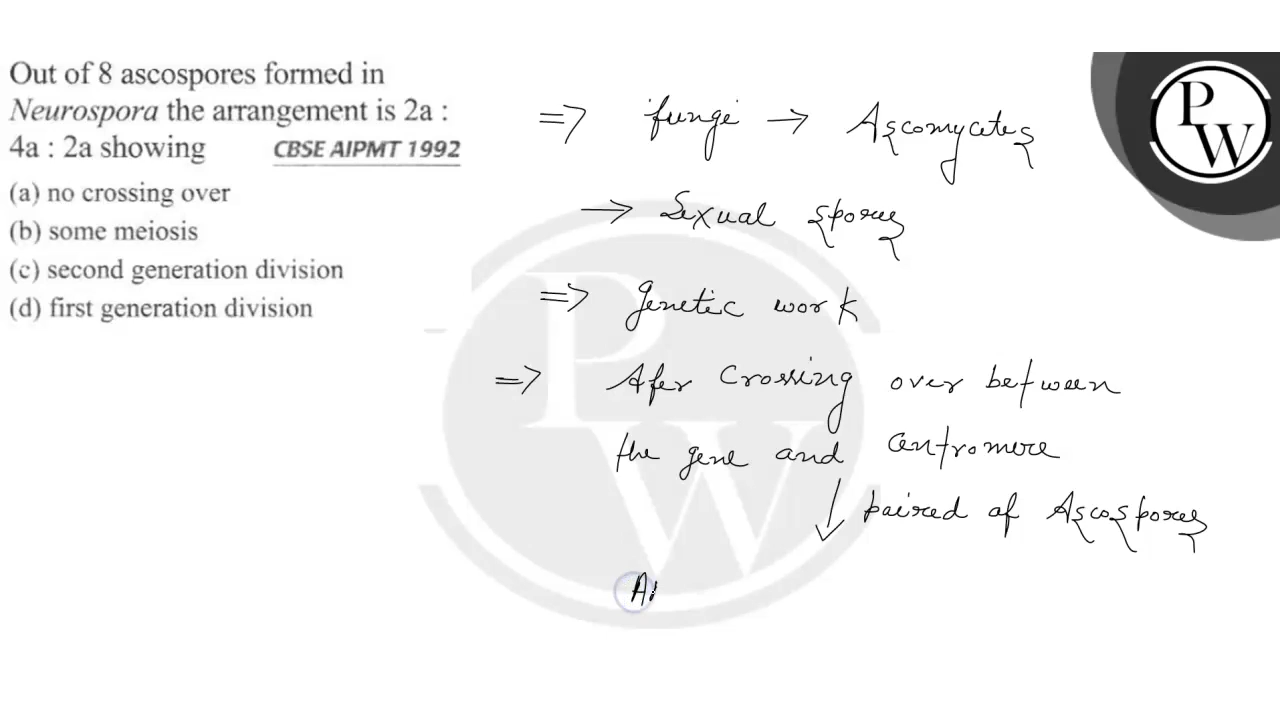 Out of 8 ascospores formed in
Neurospora the arrangement is 2a :
4a : 2a showing CBSE AIPMT 1992
(a) no crossing over
(b) some meiosis
(c) second generation division
(d) first generation division
⇒ fungi → Ascomycetes
→ Sexual spores
⇒ Genetic work
⇒ Afer Crossing over between
the gene and centromere
↓ paired of Ascospores
A
P
W
P
W